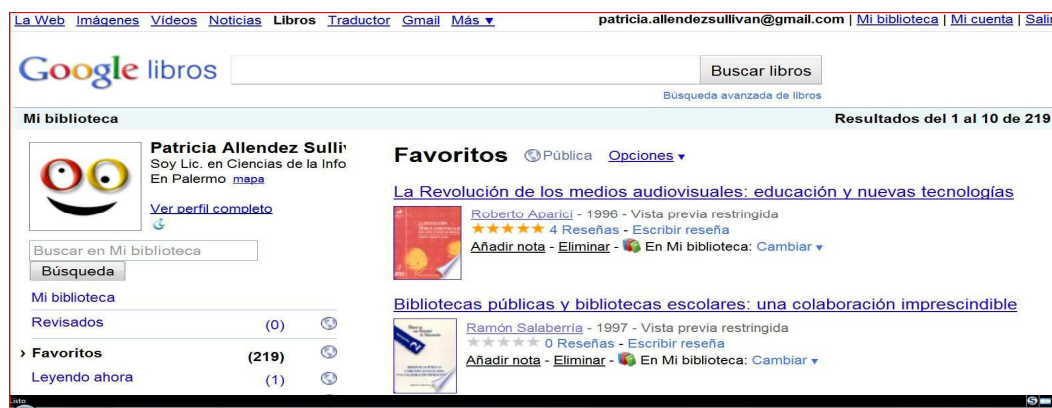 La Web Imágenes Vídeos Noticias Libros Traductor Gmail Más ▼
patricia.allendezsullivan@gmail.com | Mi biblioteca | Mi cuenta | Salir
Google libros
Buscar libros
Búsqueda avanzada de libros
Mi biblioteca
Resultados del 1 al 10 de 219
Patricia Allendez Sulliv
Soy Lic. en Ciencias de la Info
En Palermo mapa
Ver perfil completo
Buscar en Mi biblioteca
Búsqueda
Mi biblioteca
Revisados (0)
› Favoritos (219)
Leyendo ahora (1)
Favoritos Pública Opciones ▼
La Revolución de los medios audiovisuales: educación y nuevas tecnologías
Roberto Aparici - 1996 - Vista previa restringida
★★★★★ 4 Reseñas - Escribir reseña
Añadir nota - Eliminar - En Mi biblioteca: Cambiar ▼
Bibliotecas públicas y bibliotecas escolares: una colaboración imprescindible
Ramón Salaberría - 1997 - Vista previa restringida
★★★★★ 0 Reseñas - Escribir reseña
Añadir nota - Eliminar - En Mi biblioteca: Cambiar ▼
Listo